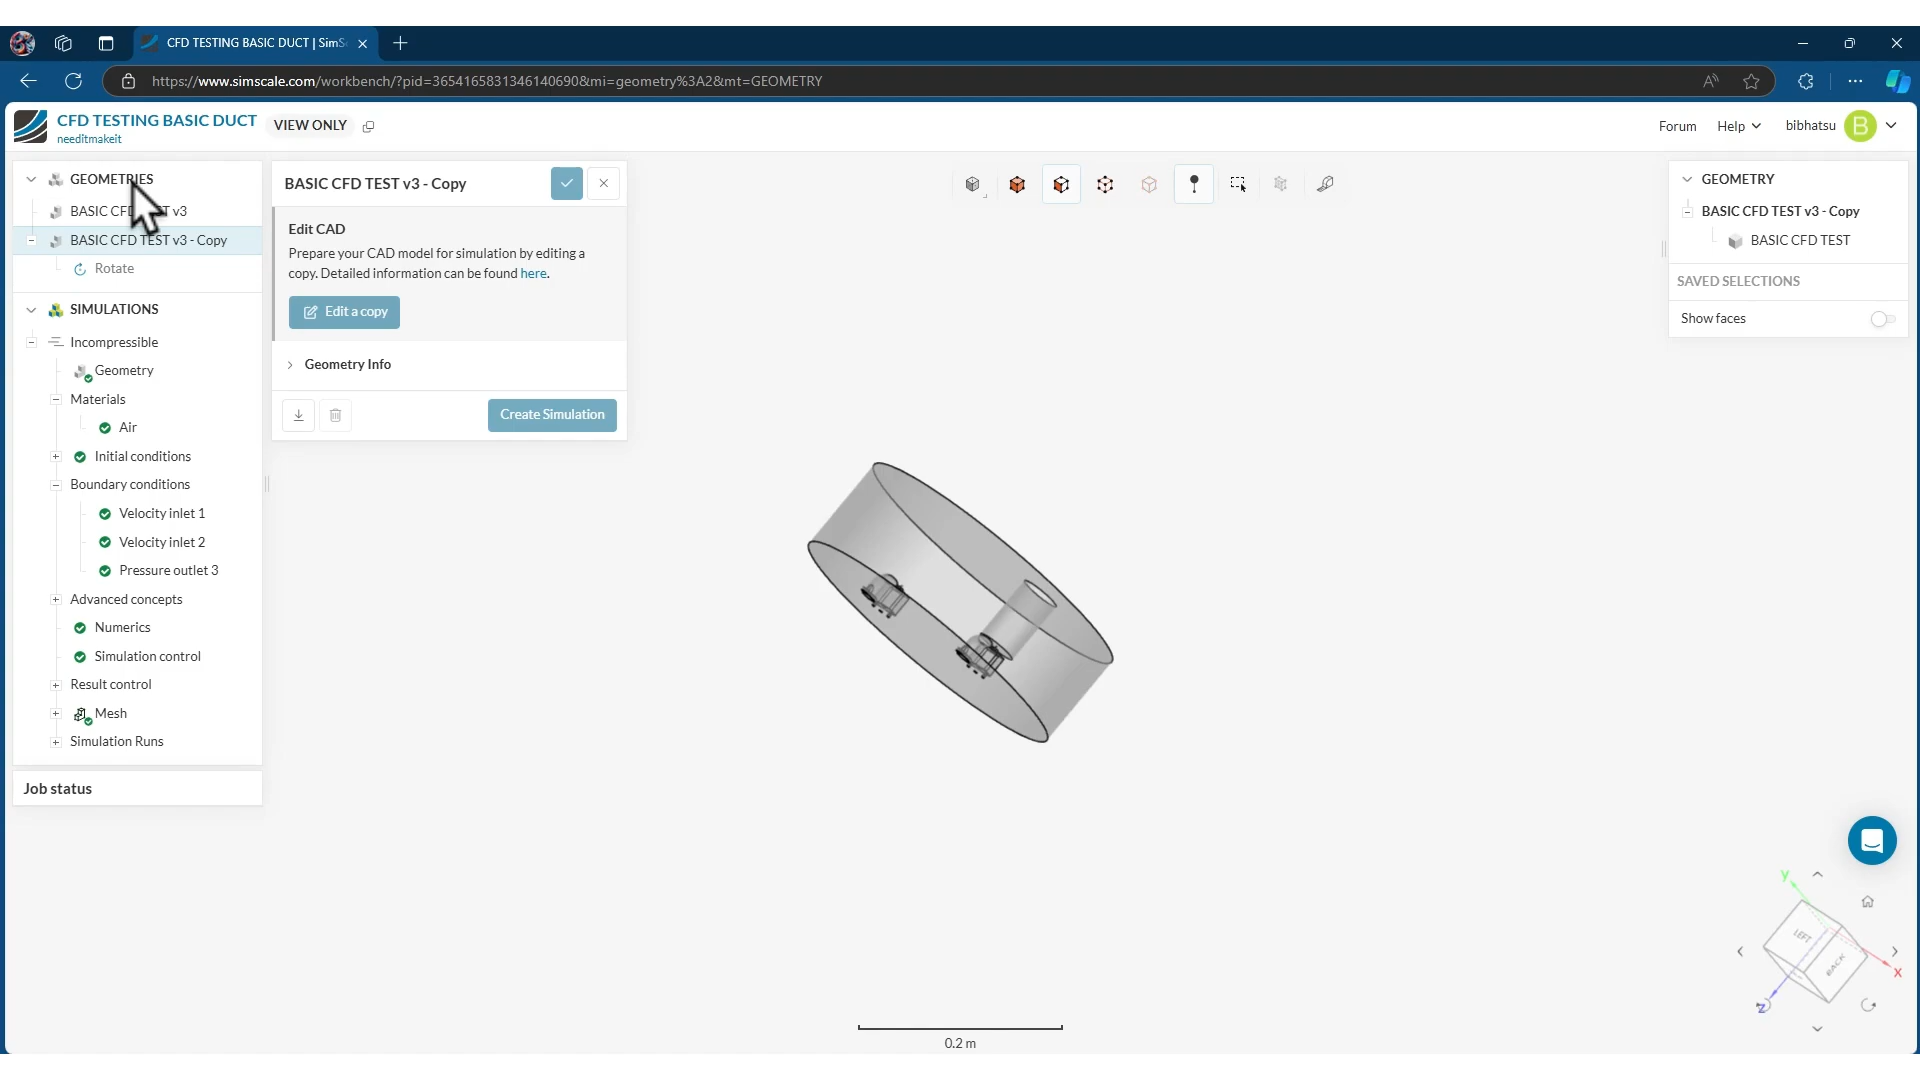 CFD TESTING BASIC DUCT | SimSc
https://www.simscale.com/workbench/?pid=3654165831346140690&mi=geometry%3A2&mt=GEOMETRY
CFD TESTING BASIC DUCT
needitmakeit
VIEW ONLY
Forum
Help
bibhatsu
B
GEOMETRIES
BASIC CFD TEST v3
BASIC CFD TEST v3 - Copy
Rotate
SIMULATIONS
Incompressible
Geometry
Materials
Air
Initial conditions
Boundary conditions
Velocity inlet 1
Velocity inlet 2
Pressure outlet 3
Advanced concepts
Numerics
Simulation control
Result control
Mesh
Simulation Runs
Job status
BASIC CFD TEST v3 - Copy
Edit CAD
Prepare your CAD model for simulation by editing a
copy. Detailed information can be found here.
Edit a copy
Geometry Info
Create Simulation
GEOMETRY
BASIC CFD TEST v3 - Copy
BASIC CFD TEST
SAVED SELECTIONS
Show faces
0.2 m
y
LEFT
BACK
x
z